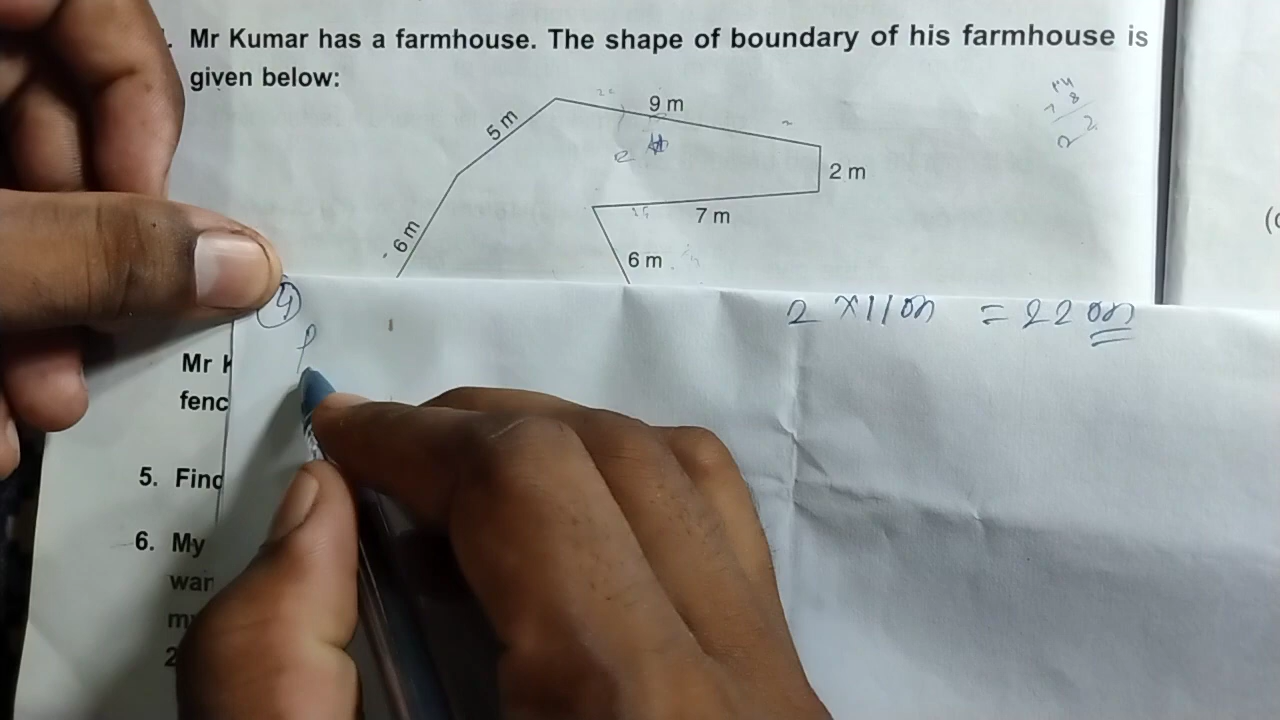 Mr Kumar has a farmhouse. The shape of boundary of his farmhouse is
given below:
9 m
5 m
2 m
7 m
6 m
6 m
(4)
2 × 11 m = 22 m
P
Mr
fenc
5. Find
6. My
2